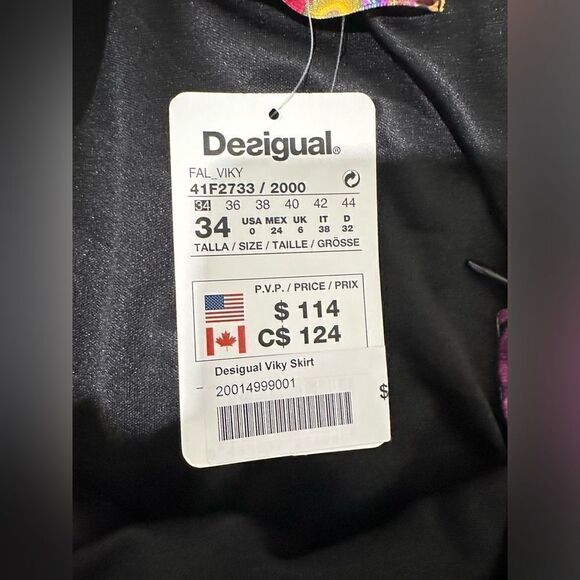 Desigual®
FAL_VIKY
41F2733 / 2000
34 36 38 40 42 44
34 USA MEX UK IT D
0 24 6 38 32
TALLA / SIZE / TAILLE / GRÖSSE
P.V.P. / PRICE / PRIX
$ 114
C$ 124
Desigual Viky Skirt
20014999001
$